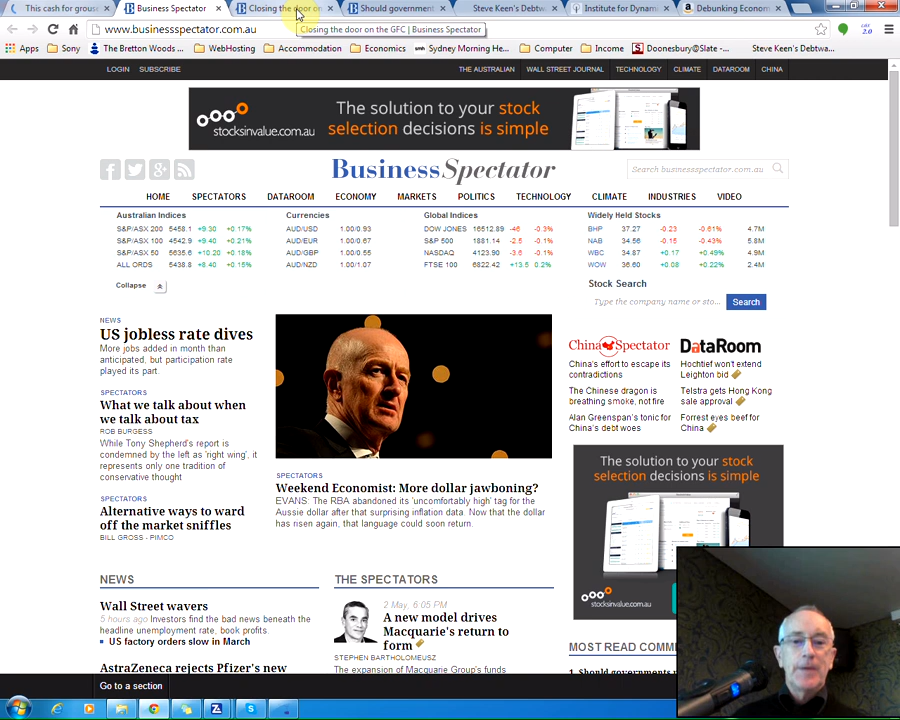 This cash for grouse
Business Spectator
Closing the door on
Should government
Steve Keen's Debtwa
Institute for Dynam
Debunking Econom
www.businessspectator.com.au
Closing the door on the GFC | Business Spectator
Apps
Sony
The Bretton Woods ...
WebHosting
Accommodation
Economics
Sydney Morning He...
Computer
Income
Doonesbury@Slate -...
Steve Keen's Debtwa...
LOGIN SUBSCRIBE
THE AUSTRALIAN WALL STREET JOURNAL TECHNOLOGY CLIMATE DATAROOM CHINA
stocksinvalue.com.au
The solution to your stock
selection decisions is simple
BusinessSpectator
Search businessspectator.com.au
HOME SPECTATORS DATAROOM ECONOMY MARKETS POLITICS TECHNOLOGY CLIMATE INDUSTRIES VIDEO
Australian Indices Currencies Global Indices Widely Held Stocks
S&P/ASX 200 5458.1 +9.30 +0.17% AUD/USD 1.00/0.93 DOW JONES 16512.89 -46 -0.3% BHP 37.27 -0.23 -0.61% 4.7M
S&P/ASX 100 4542.9 +9.40 +0.21% AUD/EUR 1.00/0.67 S&P 500 1881.14 -2.5 -0.1% NAB 34.56 -0.15 -0.43% 5.8M
S&P/ASX 50 5635.6 +10.20 +0.18% AUD/GBP 1.00/0.55 NASDAQ 4123.90 -3.5 -0.1% WBC 34.87 +0.17 +0.49% 4.9M
ALL ORDS 5438.8 +8.40 +0.15% AUD/NZD 1.00/1.07 FTSE 100 6822.42 +13.5 0.2% WOW 36.60 +0.08 +0.22% 2.4M
Collapse
Stock Search
Type the company name or sto...
Search
NEWS
US jobless rate dives
More jobs added in month than
anticipated, but participation rate
played its part.
SPECTATORS
What we talk about when
we talk about tax
ROB BURGESS
While Tony Shepherd's report is
condemned by the left as 'right wing', it
represents only one tradition of
conservative thought
SPECTATORS
Alternative ways to ward
off the market sniffles
BILL GROSS - PIMCO
SPECTATORS
Weekend Economist: More dollar jawboning?
EVANS: The RBA abandoned its 'uncomfortably high' tag for the
Aussie dollar after that surprising inflation data. Now that the dollar
has risen again, that language could soon return.
China Spectator
China's effort to escape its
contradictions
The Chinese dragon is
breathing smoke, not fire
Alan Greenspan's tonic for
China's debt woes
DataRoom
Hochtief won't extend
Leighton bid
Telstra gets Hong Kong
sale approval
Forrest eyes beef for
China
The solution to your stock
selection decisions is simple
stocksinvalue.com.au
NEWS
Wall Street wavers
5 hours ago Investors find the bad news beneath the
headline unemployment rate, book profits.
US factory orders slow in March
AstraZeneca rejects Pfizer's new
THE SPECTATORS
2 May, 6:05 PM
A new model drives
Macquarie's return to
form
STEPHEN BARTHOLOMEUSZ
The expansion of Macquarie Group's funds
MOST READ COMM
1. Should governments
Go to a section